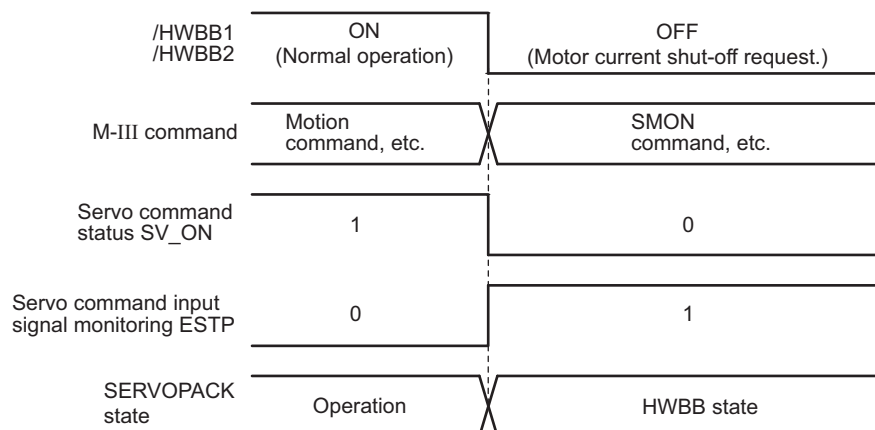 /HWBB1
/HWBB2
ON
(Normal operation)
OFF
(Motor current shut-off request.)
M-III command
Motion
command, etc.
SMON
command, etc.
Servo command
status SV_ON
1
0
Servo command input
signal monitoring ESTP
0
1
SERVOPACK
state
Operation
HWBB state